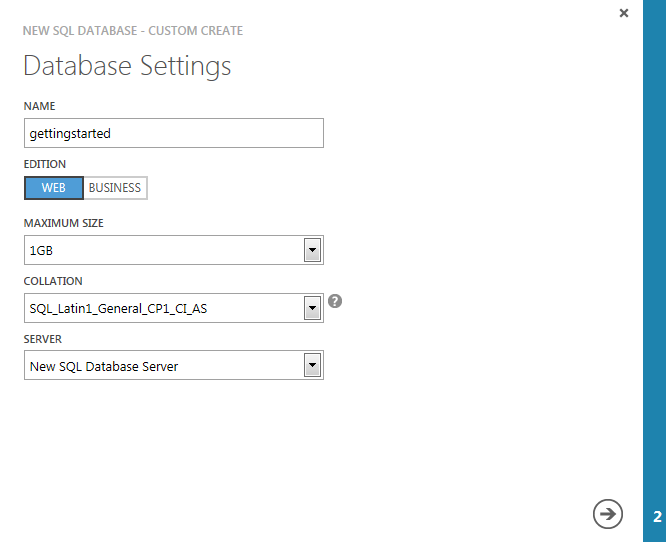 NEW SQL DATABASE - CUSTOM CREATE
Database Settings
NAME
gettingstarted
EDITION
WEB BUSINESS
MAXIMUM SIZE
1GB
COLLATION
SQL_Latin1_General_CP1_CI_AS
?
SERVER
New SQL Database Server
2